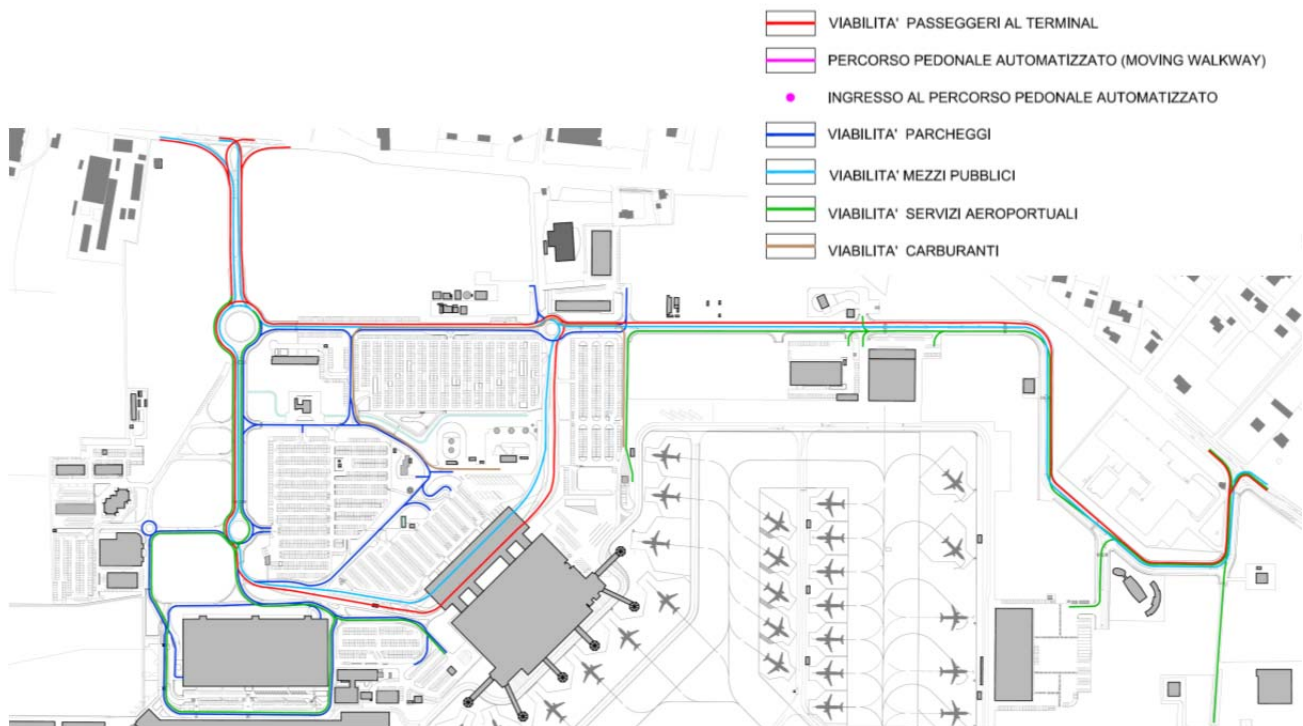 VIABILITA' PASSEGGERI AL TERMINAL
PERCORSO PEDONALE AUTOMATIZZATO (MOVING WALKWAY)
INGRESSO AL PERCORSO PEDONALE AUTOMATIZZATO
VIABILITA' PARCHEGGI
VIABILITA' MEZZI PUBBLICI
VIABILITA' SERVIZI AEROPORTUALI
VIABILITA' CARBURANTI